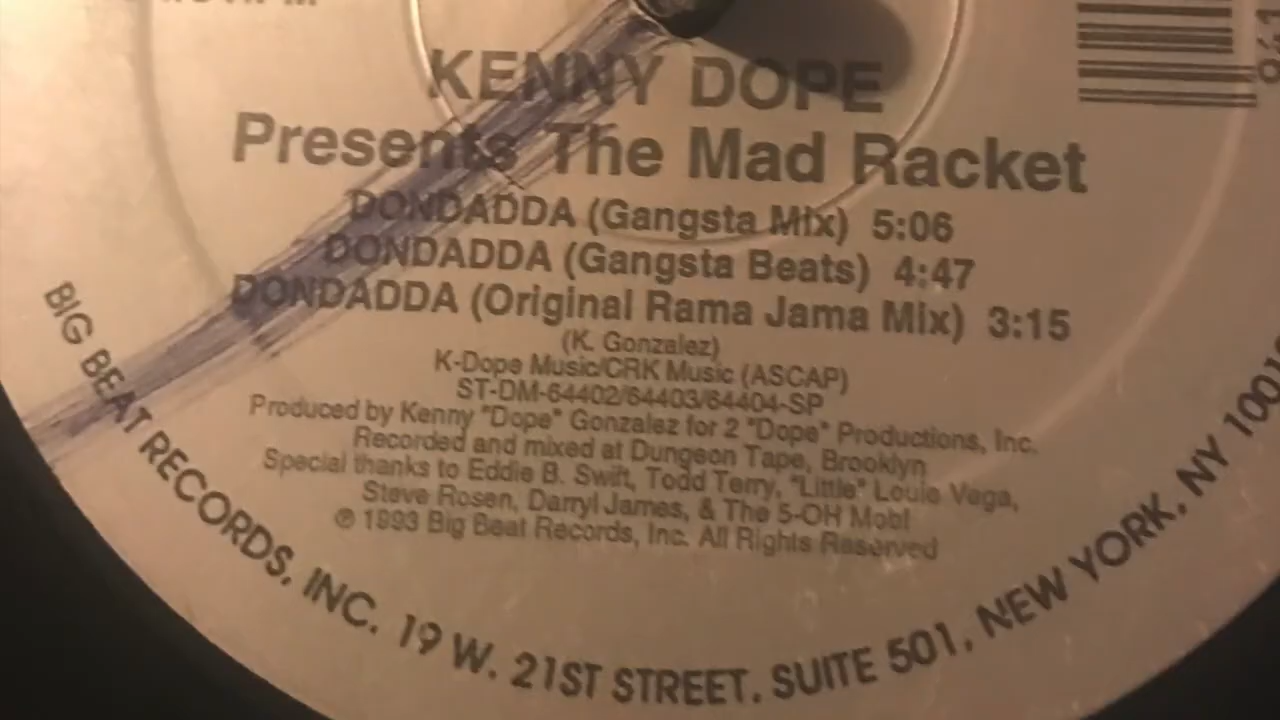 KENNY DOPE
Presents The Mad Racket
DONDADDA (Gangsta Mix) 5:06
DONDADDA (Gangsta Beats) 4:47
DONDADDA (Original Rama Jama Mix) 3:15
(K. Gonzalez)
K-Dope Music/CRK Music (ASCAP)
ST-DM-64402/64403/64404-SP
Produced by Kenny "Dope" Gonzalez for 2 "Dope" Productions, Inc.
Recorded and mixed at Dungeon Tape, Brooklyn
Special thanks to Eddie B. Swift, Todd Terry, "Little" Louie Vega,
Steve Rosen, Darryl James, & The 5-OH Mob!
℗ 1993 Big Beat Records, Inc. All Rights Reserved
BIG BEAT RECORDS, INC. 19 W. 21ST STREET, SUITE 501, NEW YORK, NY